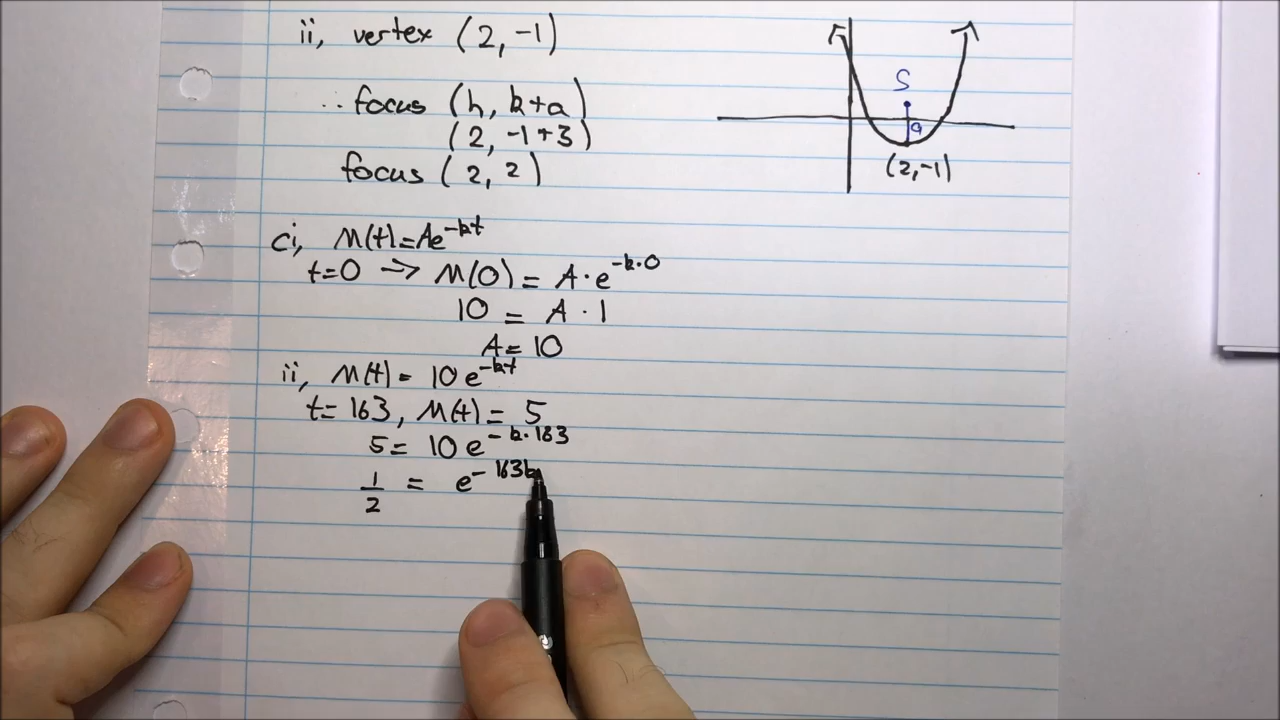 ii, vertex (2, -1)
∴ focus (h, k+a)
(2, -1+3)
focus (2, 2)
S
a
(2,-1)
ci, M(t)=Ae^-kt
t=0 → M(0) = A·e^-k·0
10 = A·1
A=10
ii, M(t) = 10e^-kt
t=163, M(t) = 5
5 = 10e^-k·163
1/2 = e^-163k